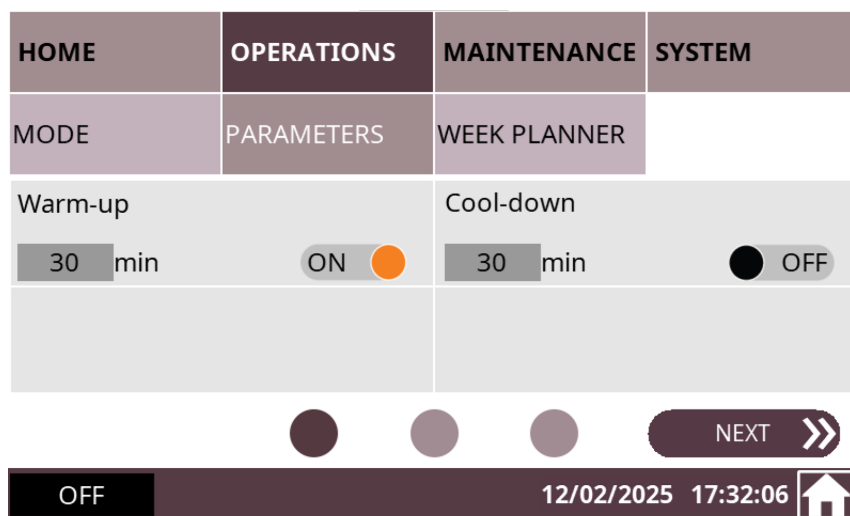 HOME OPERATIONS MAINTENANCE SYSTEM
MODE PARAMETERS WEEK PLANNER
Warm-up Cool-down
30 min ON 30 min OFF
NEXT
OFF 12/02/2025 17:32:06